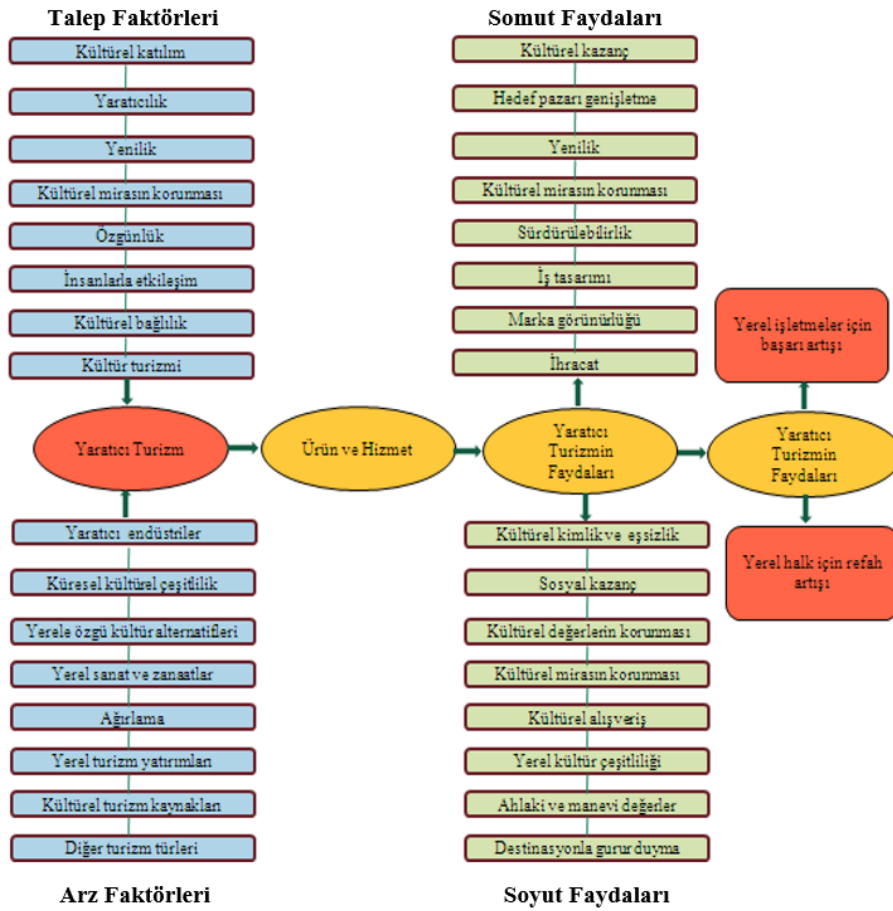 Talep Faktörleri
Kültürel katılım
Yaratıcılık
Yenilik
Kültürel mirasın korunması
Özgünlük
İnsanlarla etkileşim
Kültürel bağlılık
Kültür turizmi
Somut Faydaları
Kültürel kazanç
Hedef pazarı genişletme
Yenilik
Kültürel mirasın korunması
Sürdürülebilirlik
İş tasarımı
Marka görünürlüğü
İhracat
Yerel işletmeler için
başarı artışı
Yaratıcı Turizm
Ürün ve Hizmet
Yaratıcı
Turizmin
Faydaları
Yaratıcı
Turizmin
Faydaları
Yaratıcı endüstriler
Küresel kültürel çeşitlilik
Yerele özgü kültür alternatifleri
Yerel sanat ve zanaatlar
Ağırlama
Yerel turizm yatırımları
Kültürel turizm kaynakları
Diğer turizm türleri
Arz Faktörleri
Kültürel kimlik ve eşsizlik
Sosyal kazanç
Kültürel değerlerin korunması
Kültürel mirasın korunması
Kültürel alışveriş
Yerel kültür çeşitliliği
Ahlaki ve manevi değerler
Destinasyonla gurur duyma
Soyut Faydaları
Yerel halk için refah
artışı